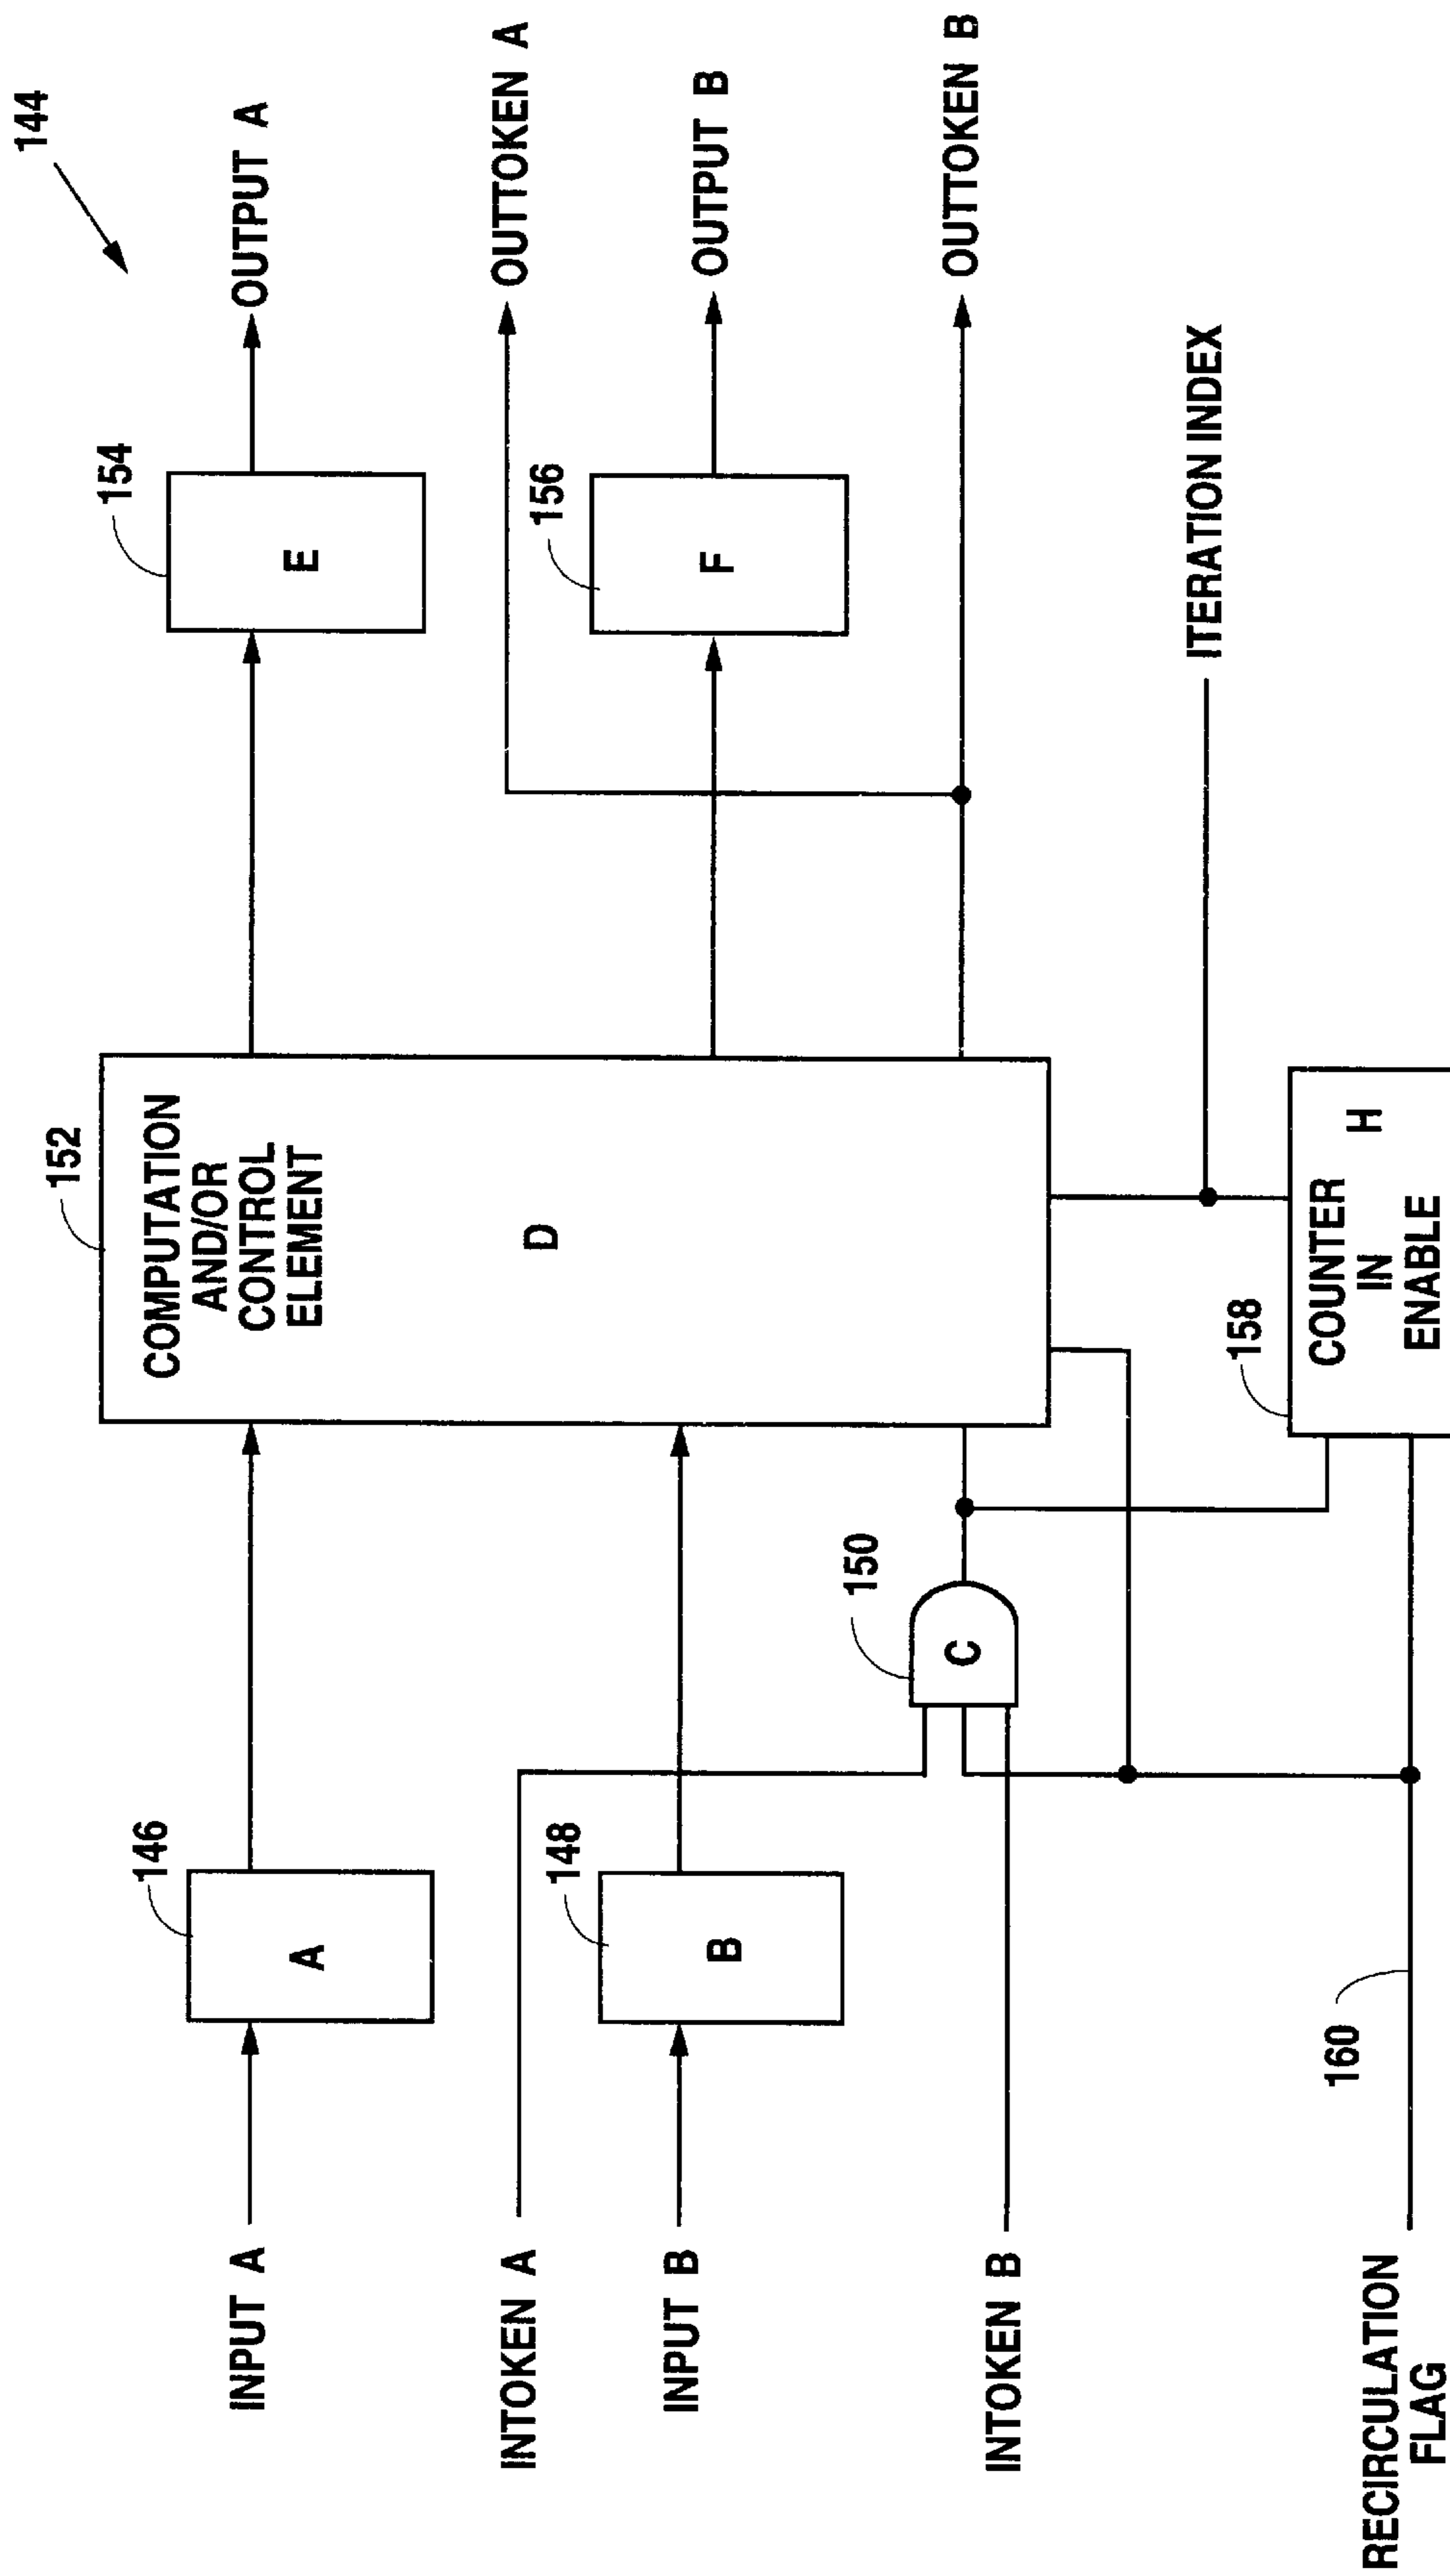 144
INPUT A
146
A
152
COMPUTATION
AND/OR
CONTROL
ELEMENT
D
154
E
OUTPUT A
INTOKEN A
OUTTOKEN A
INPUT B
148
B
156
F
OUTPUT B
INTOKEN B
150
C
OUTTOKEN B
ITERATION INDEX
158
COUNTER
H
IN
ENABLE
160
RECIRCULATION
FLAG